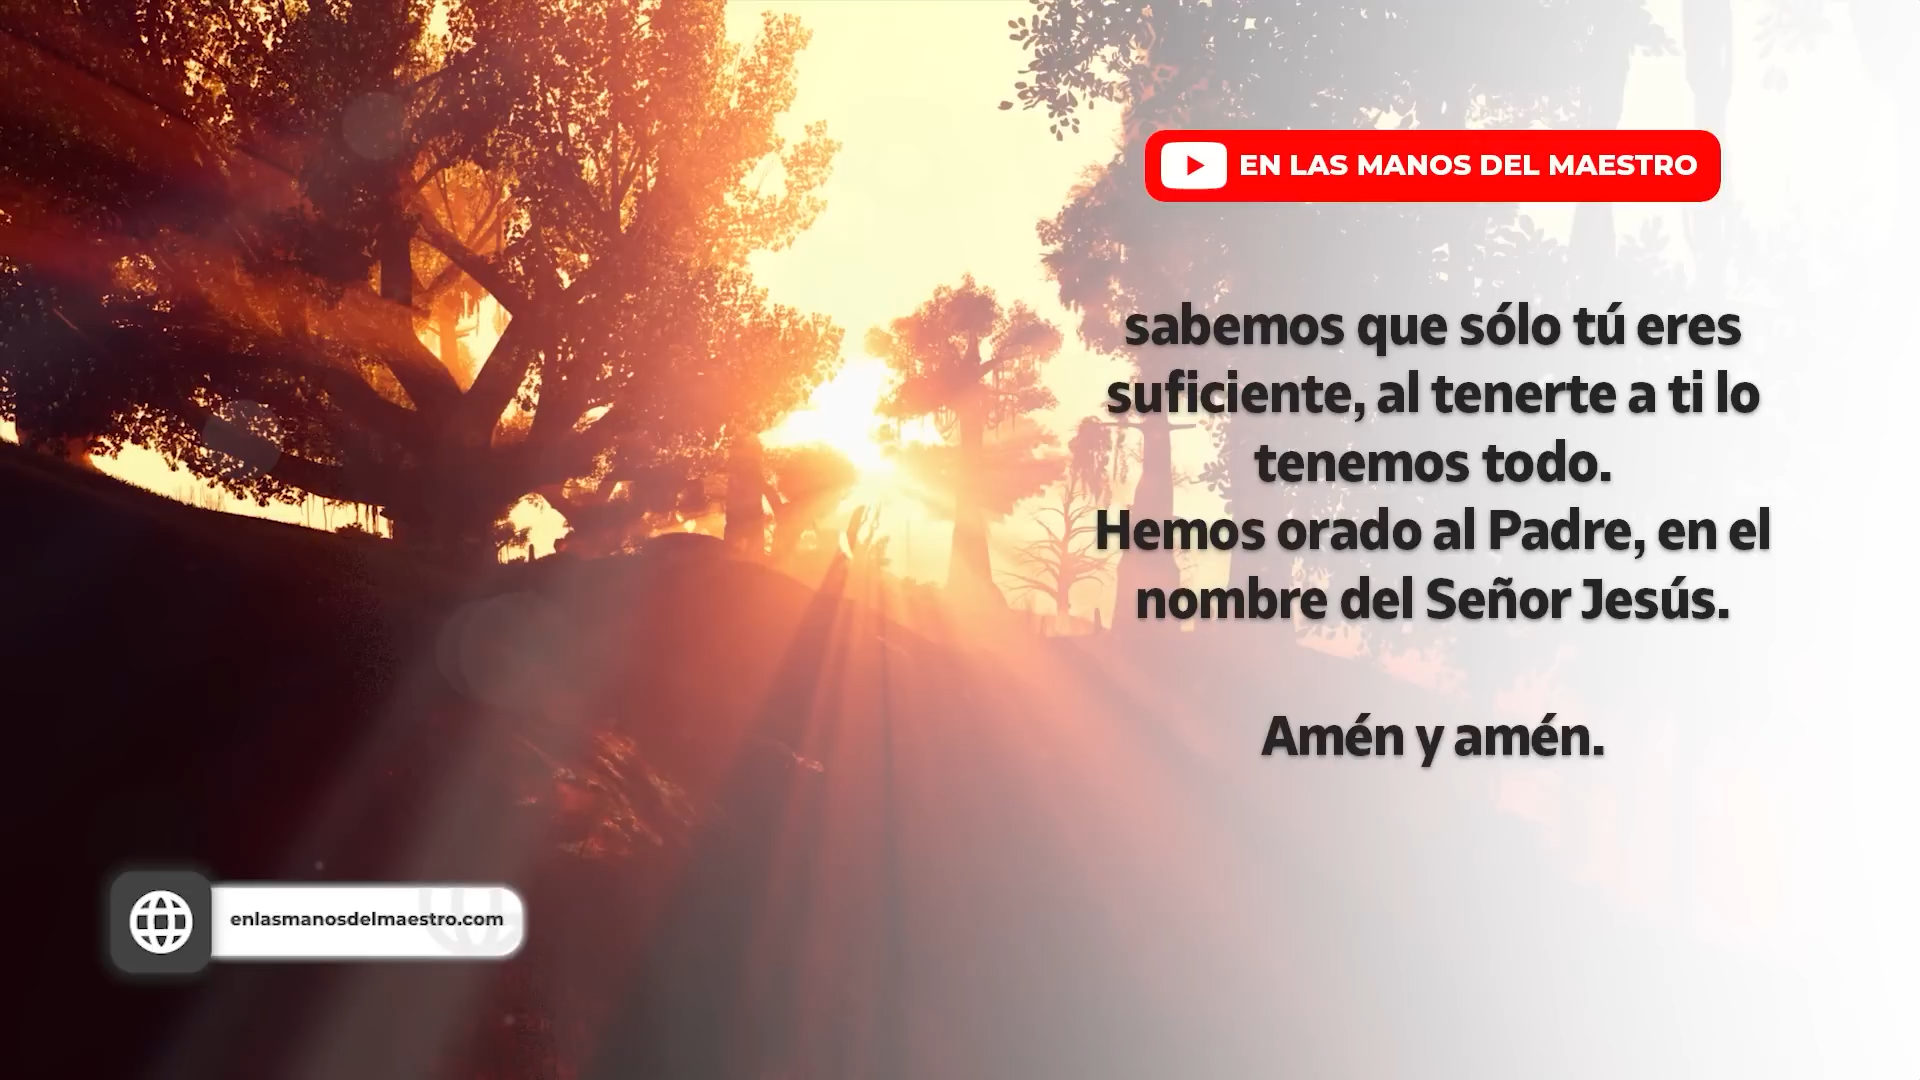 EN LAS MANOS DEL MAESTRO
sabemos que sólo tú eres
suficiente, al tenerte a ti lo
tenemos todo.
Hemos orado al Padre, en el
nombre del Señor Jesús.
Amén y amén.
enlasmanosdelmaestro.com